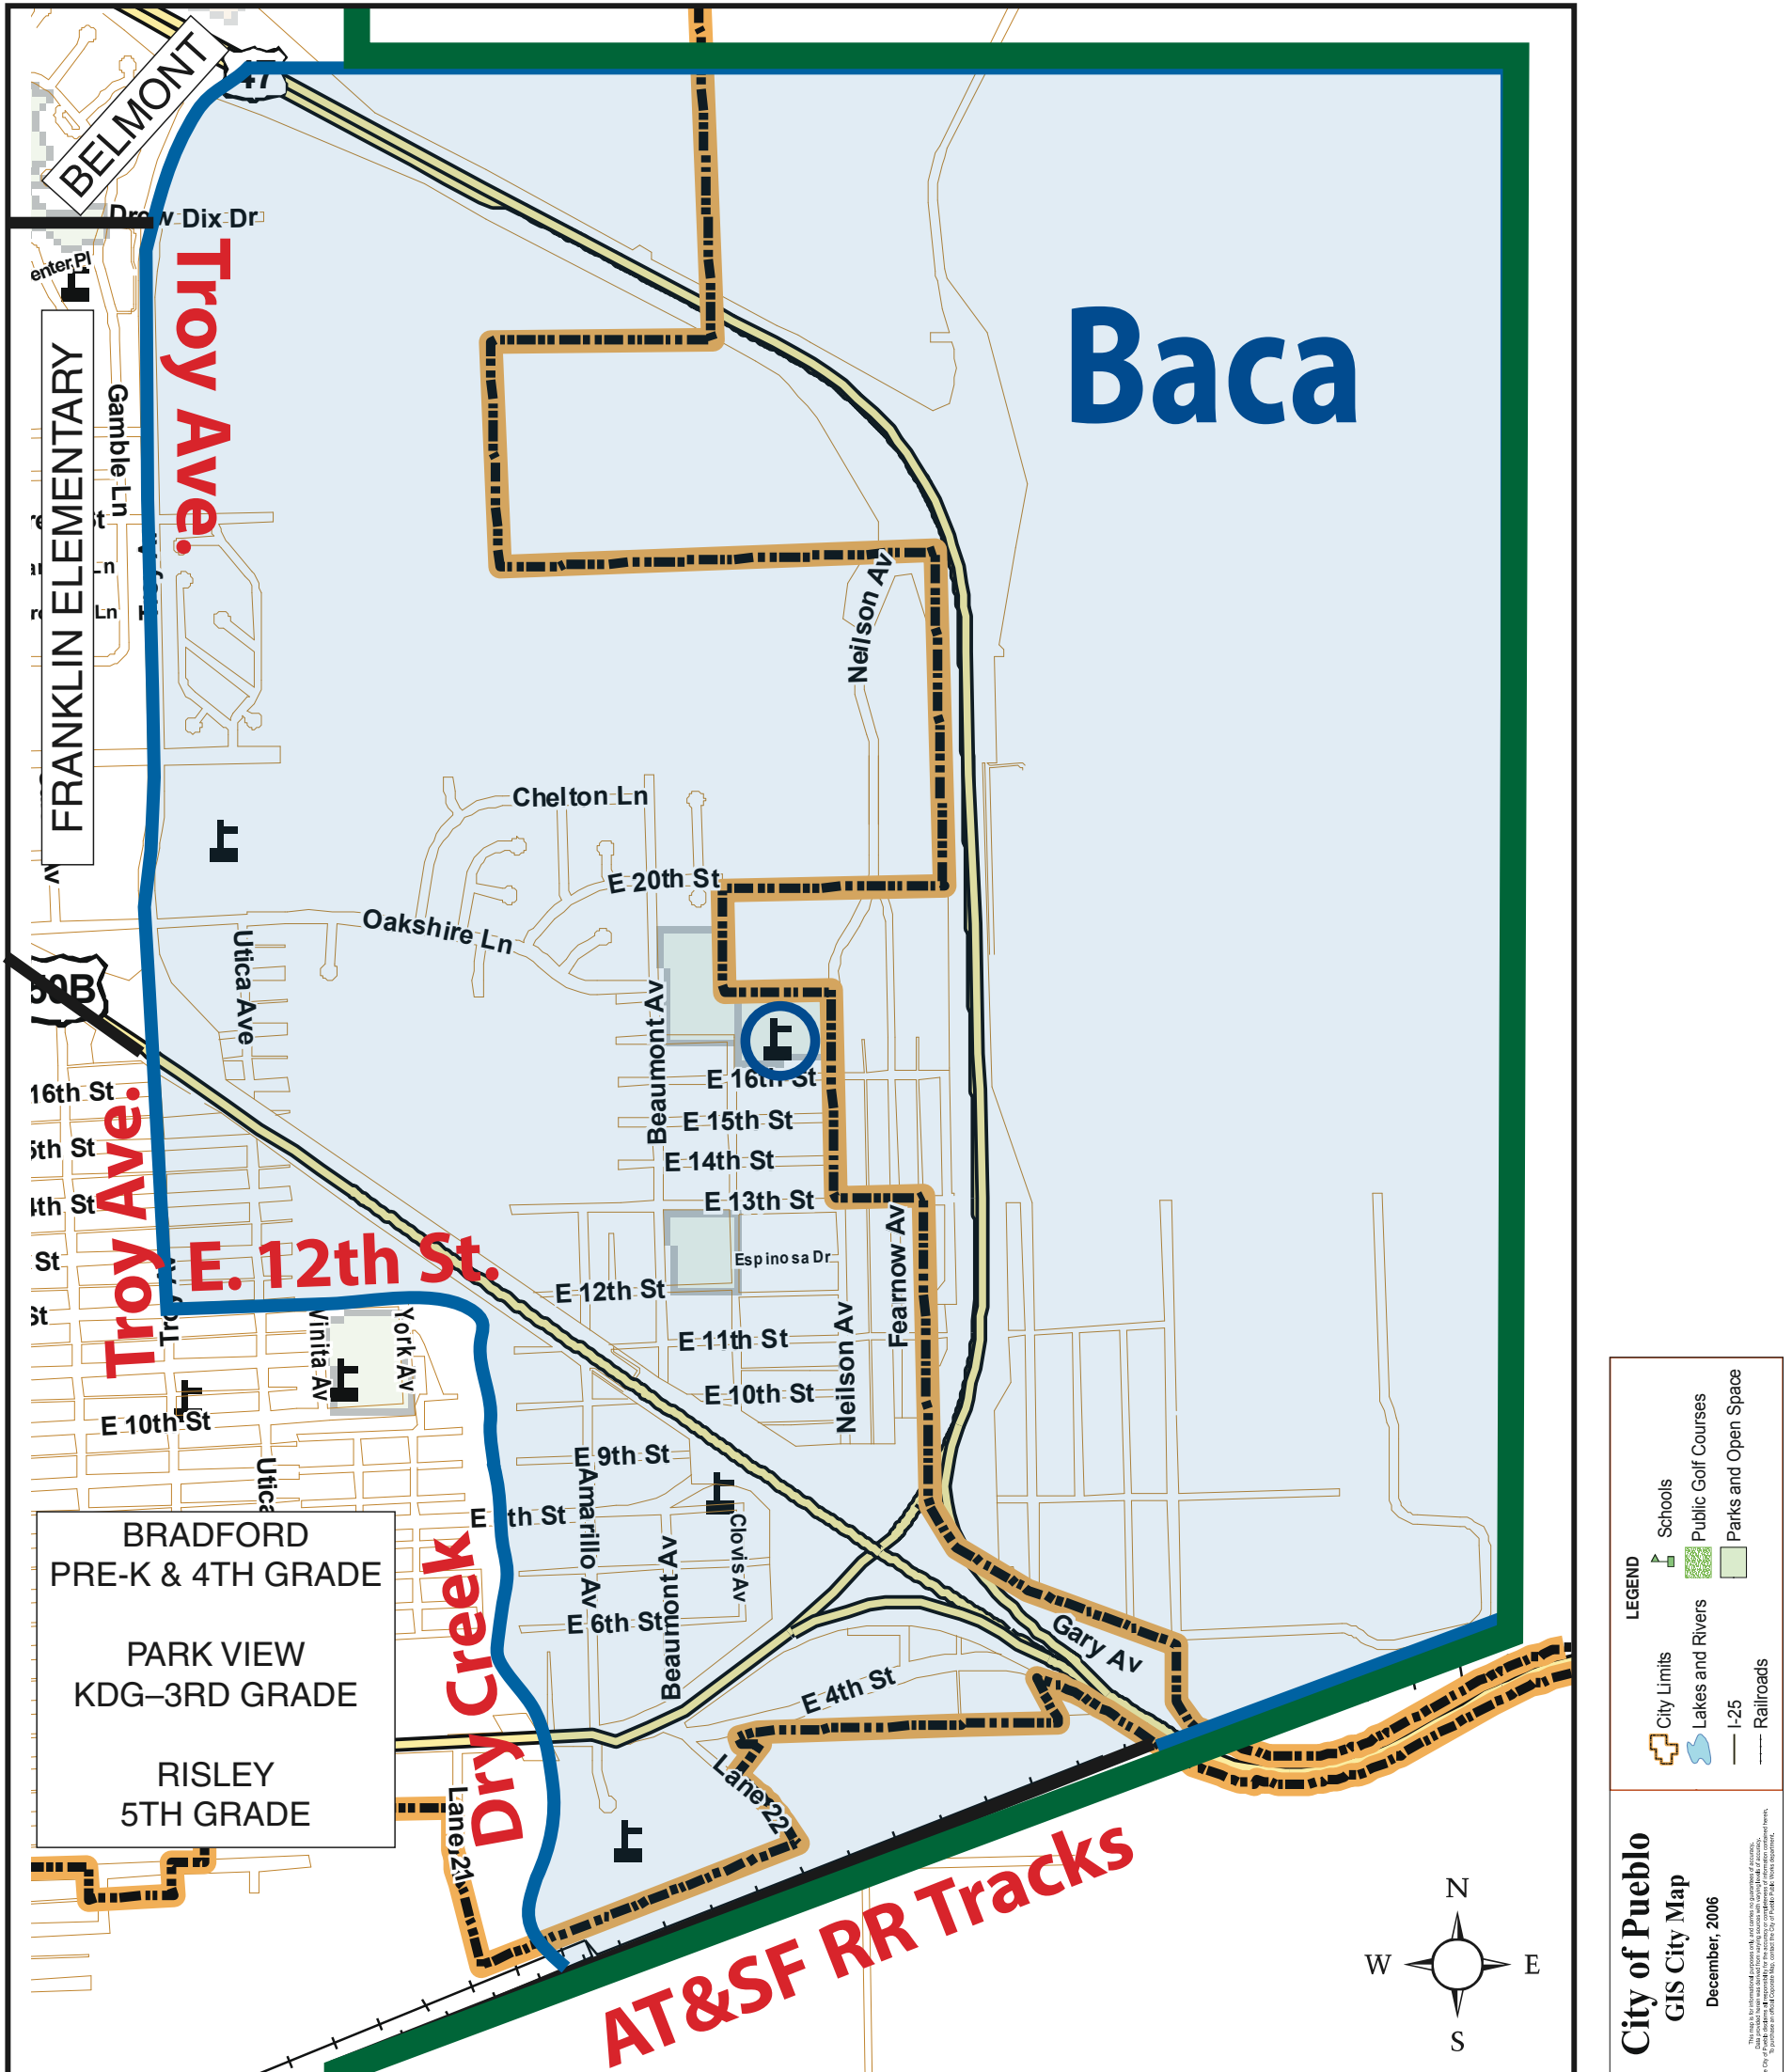 47
BELMONT
Drew Dix Dr
enter Pl
Troy Ave.
Baca
FRANKLIN ELEMENTARY
Gamble Ln
St
Ln
Ln
Neilson Av
Chelton Ln
E 20th St
Oakshire Ln
Utica Ave
50B
Beaumont Av
16th St
E 16th St
5th St
E 15th St
E 14th St
4th St
E 13th St
Troy Ave.
E. 12th St.
St
Espinosa Dr
Fearnow Av
E 12th St
St
Vinita Av
York Av
E 11th St
Neilson Av
E 10th St
E 10th St
Utica
E 9th St
Amarillo Av
E th St
Clovis Av
BRADFORD
PRE-K & 4TH GRADE
PARK VIEW
KDG–3RD GRADE
RISLEY
5TH GRADE
Dry Creek
Beaumont Av
E 6th St
Gary Av
E 4th St
Lane 22
Lane 21
AT&SF RR Tracks
N
W
E
S
LEGEND
City Limits
Schools
Lakes and Rivers
Public Golf Courses
I-25
Parks and Open Space
Railroads
City of Pueblo
GIS City Map
December, 2006